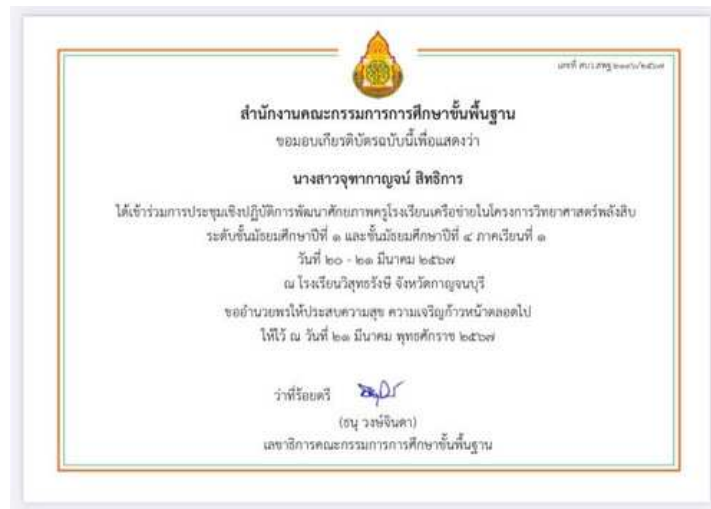 สำนักงานคณะกรรมการการศึกษาขั้นพื้นฐาน
ขอมอบเกียรติบัตรฉบับนี้เพื่อแสดงว่า
นางสาวจุฑากาญจน์ สิทธิการ
ได้เข้าร่วมการประชุมเชิงปฏิบัติการพัฒนาศักยภาพครูโรงเรียนเครือข่ายในโครงการวิทยาศาสตร์พลังสิบ
ระดับชั้นมัธยมศึกษาปีที่ ๑ และชั้นมัธยมศึกษาปีที่ ๔ ภาคเรียนที่ ๑
วันที่ ๒๐ - ๒๑ มีนาคม ๒๕๖๗
ณ โรงเรียนวิสุทธรังษี จังหวัดกาญจนบุรี
ขออำนวยพรให้ประสบความสุข ความเจริญก้าวหน้าตลอดไป
ให้ไว้ ณ วันที่ ๒๑ มีนาคม พุทธศักราช ๒๕๖๗
ว่าที่ร้อยตรี
(ธนุ วงษ์จินดา)
เลขาธิการคณะกรรมการการศึกษาขั้นพื้นฐาน